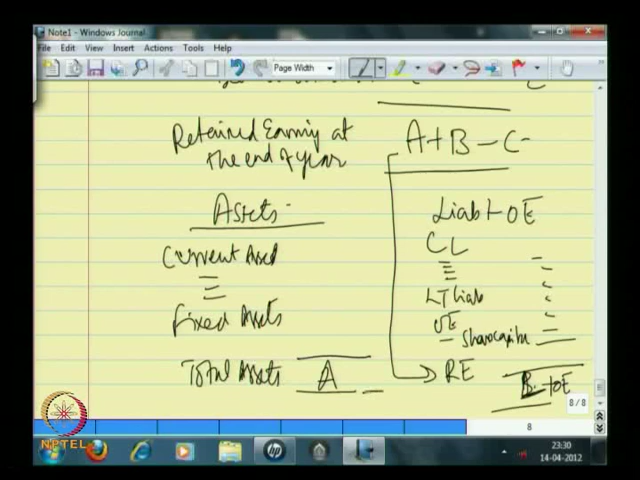 Note1 - Windows Journal
File Edit View Insert Actions Tools Help
Page Width
Retained Earning at
the end of year
A+B-C
Assets
Liab + OE
Current Asset
CL
LT Liab
Fixed Assets
OE
Share capital
Total Assets A
RE
+OE
8/8
8
NPTEL
23:30
14-04-2012